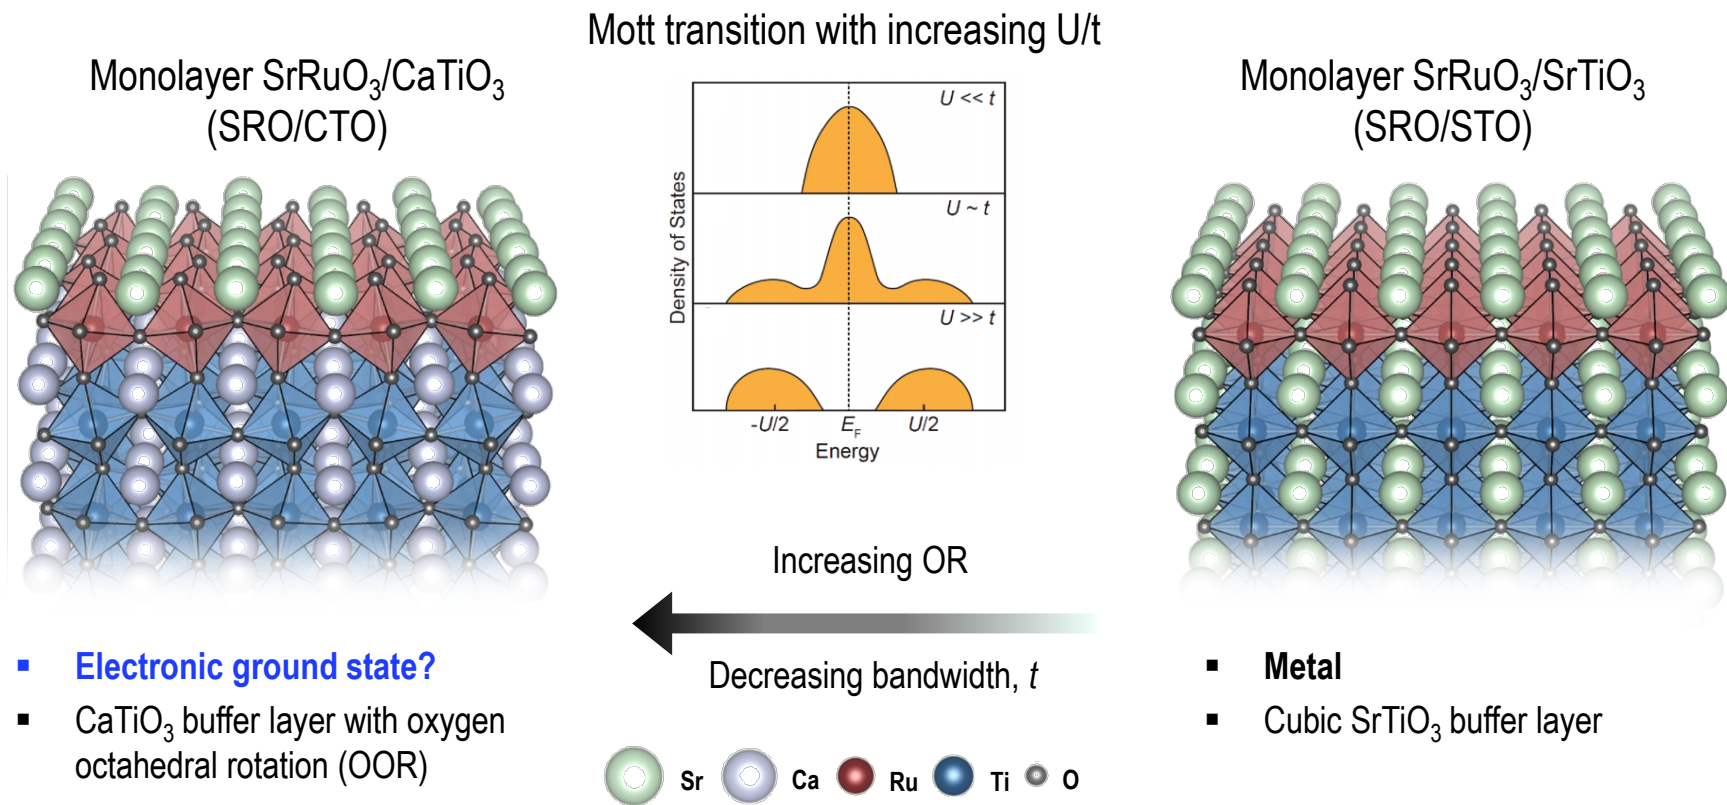 Mott transition with increasing U/t
Monolayer SrRuO₃/CaTiO₃
(SRO/CTO)
U << t
U ~ t
U >> t
Density of States
-U/2
E_F
U/2
Energy
Monolayer SrRuO₃/SrTiO₃
(SRO/STO)
Increasing OR
Decreasing bandwidth, t
▪ Electronic ground state?
▪ CaTiO₃ buffer layer with oxygen
octahedral rotation (OOR)
▪ Metal
▪ Cubic SrTiO₃ buffer layer
Sr Ca Ru Ti O